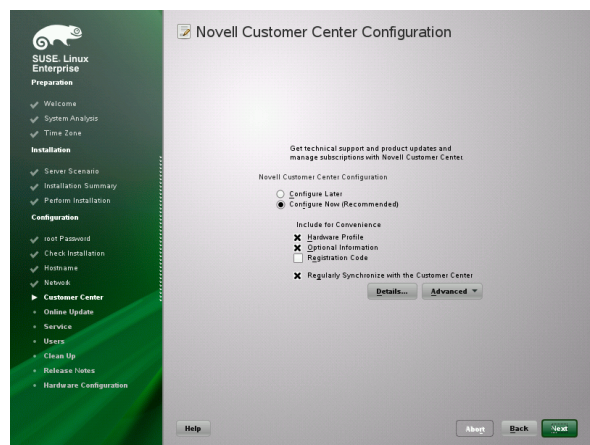 SUSE. Linux
Enterprise
Preparation
Welcome
System Analysis
Time Zone
Installation
Server Scenario
Installation Summary
Perform Installation
Configuration
root Password
Check Installation
Hostname
Network
Customer Center
Online Update
Service
Users
Clean Up
Release Notes
Hardware Configuration
Novell Customer Center Configuration
Get technical support and product updates and
manage subscriptions with Novell Customer Center.
Novell Customer Center Configuration
Configure Later
Configure Now (Recommended)
Include for Convenience
Hardware Profile
Optional Information
Registration Code
Regularly Synchronize with the Customer Center
Details... Advanced
Help Abort Back Next